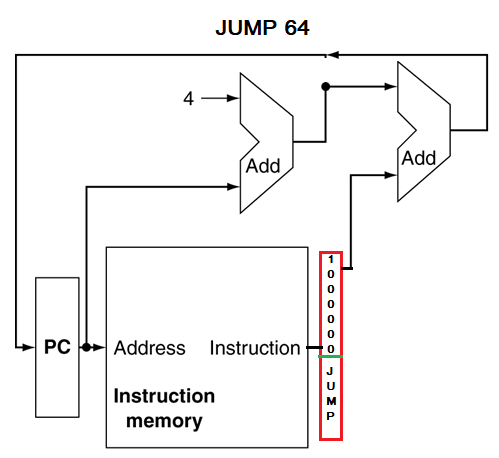 JUMP 64
4
Add
Add
1
0
0
0
0
0
0
J
U
M
P
PC
Address
Instruction
Instruction
memory